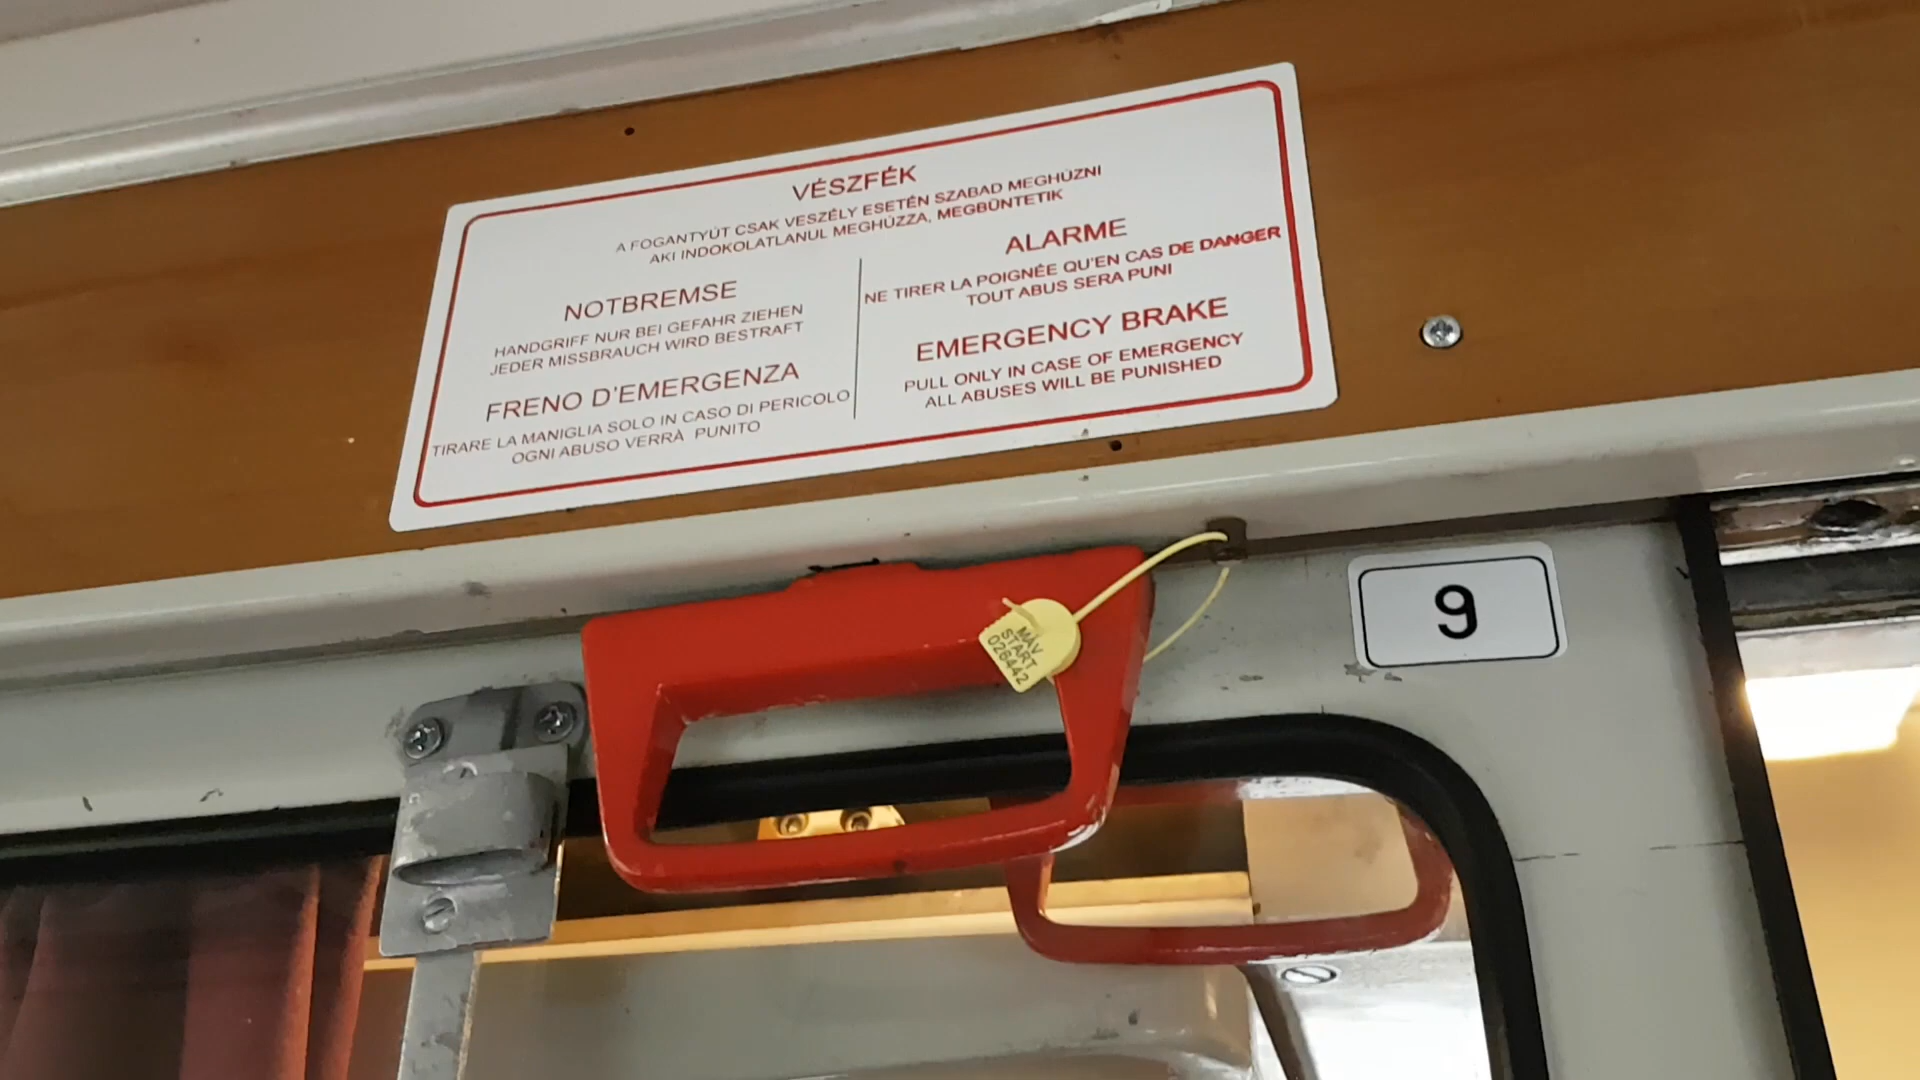 VÉSZFÉK
A FOGANTYÚT CSAK VESZÉLY ESETÉN SZABAD MEGHÚZNI
AKI INDOKOLATLANUL MEGHÚZZA, MEGBÜNTETIK
NOTBREMSE
HANDGRIFF NUR BEI GEFAHR ZIEHEN
JEDER MISSBRAUCH WIRD BESTRAFT
FRENO D'EMERGENZA
TIRARE LA MANIGLIA SOLO IN CASO DI PERICOLO
OGNI ABUSO VERRÀ PUNITO
ALARME
NE TIRER LA POIGNÉE QU'EN CAS DE DANGER
TOUT ABUS SERA PUNI
EMERGENCY BRAKE
PULL ONLY IN CASE OF EMERGENCY
ALL ABUSES WILL BE PUNISHED
MÁV
START
026442
9